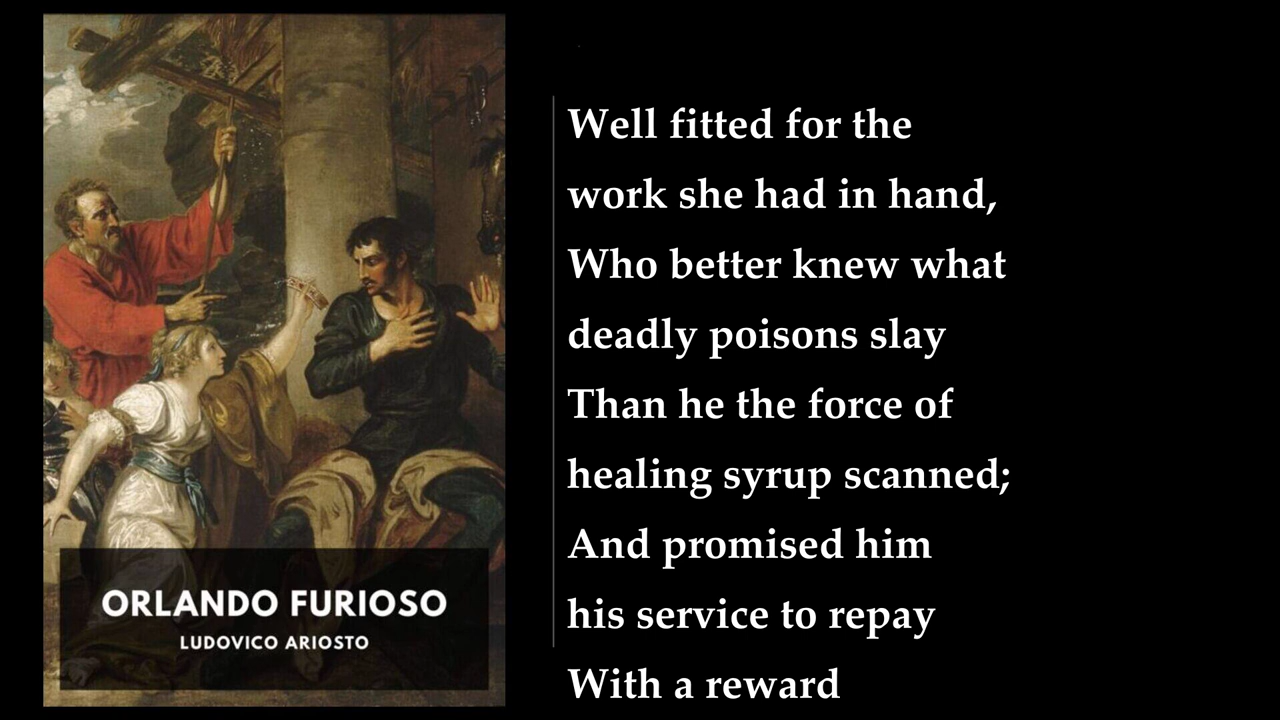 ORLANDO FURIOSO
LUDOVICO ARIOSTO
Well fitted for the
work she had in hand,
Who better knew what
deadly poisons slay
Than he the force of
healing syrup scanned;
And promised him
his service to repay
With a reward